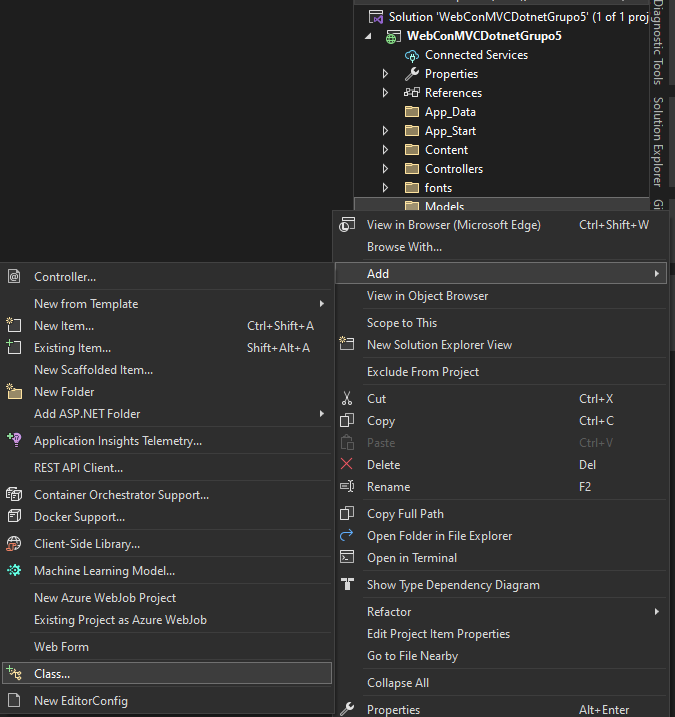 Solution 'WebConMVCDotnetGrupo5' (1 of 1 proj
WebConMVCDotnetGrupo5
Connected Services
Properties
References
App_Data
App_Start
Content
Controllers
fonts
Models
Diagnostic Tools
Solution Explorer
Gi
View in Browser (Microsoft Edge) Ctrl+Shift+W
Browse With...
Add
View in Object Browser
Scope to This
New Solution Explorer View
Exclude From Project
Cut Ctrl+X
Copy Ctrl+C
Paste Ctrl+V
Delete Del
Rename F2
Copy Full Path
Open Folder in File Explorer
Open in Terminal
Show Type Dependency Diagram
Refactor
Edit Project Item Properties
Go to File Nearby
Collapse All
Properties Alt+Enter
Controller...
New from Template
New Item... Ctrl+Shift+A
Existing Item... Shift+Alt+A
New Scaffolded Item...
New Folder
Add ASP.NET Folder
Application Insights Telemetry...
REST API Client...
Container Orchestrator Support...
Docker Support...
Client-Side Library...
Machine Learning Model...
New Azure WebJob Project
Existing Project as Azure WebJob
Web Form
Class...
New EditorConfig